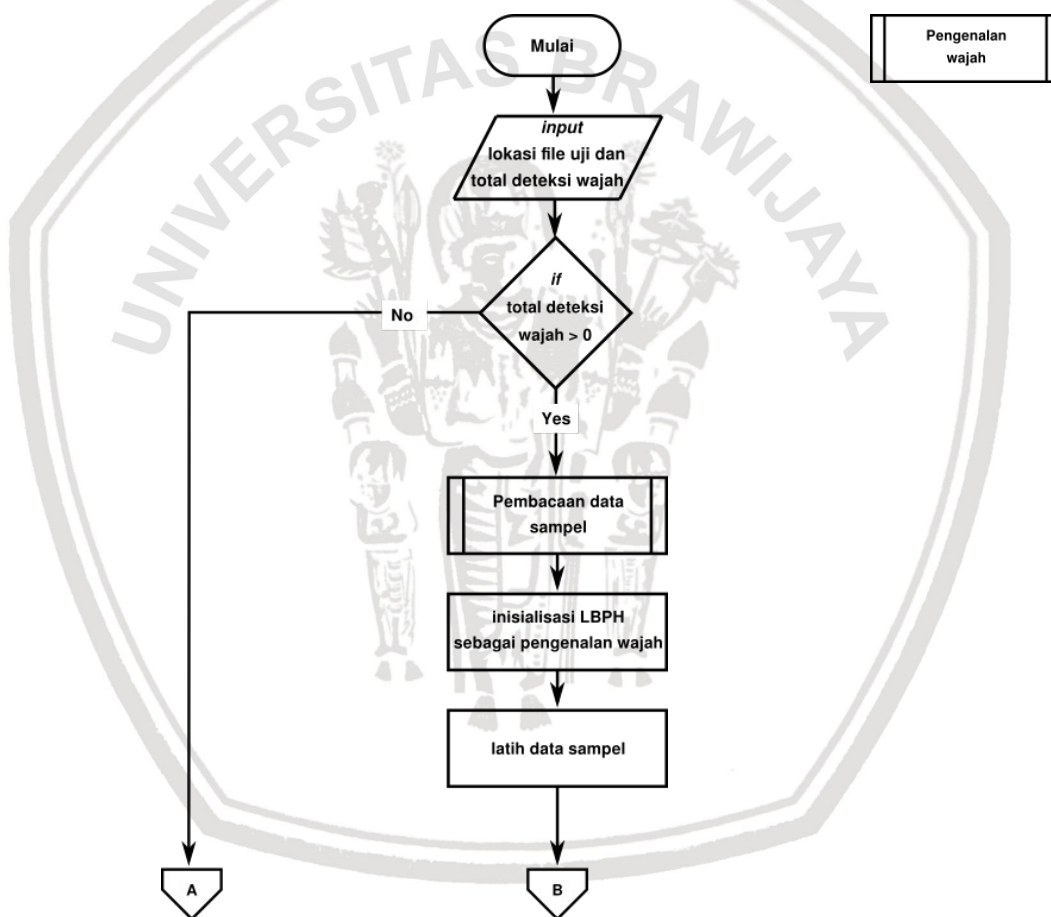 UNIVERSITAS BRAWIJAYA
Mulai
Pengenalan
wajah
input
lokasi file uji dan
total deteksi wajah
if
total deteksi
wajah > 0
No
Yes
Pembacaan data
sampel
inisialisasi LBPH
sebagai pengenalan wajah
latih data sampel
A
B